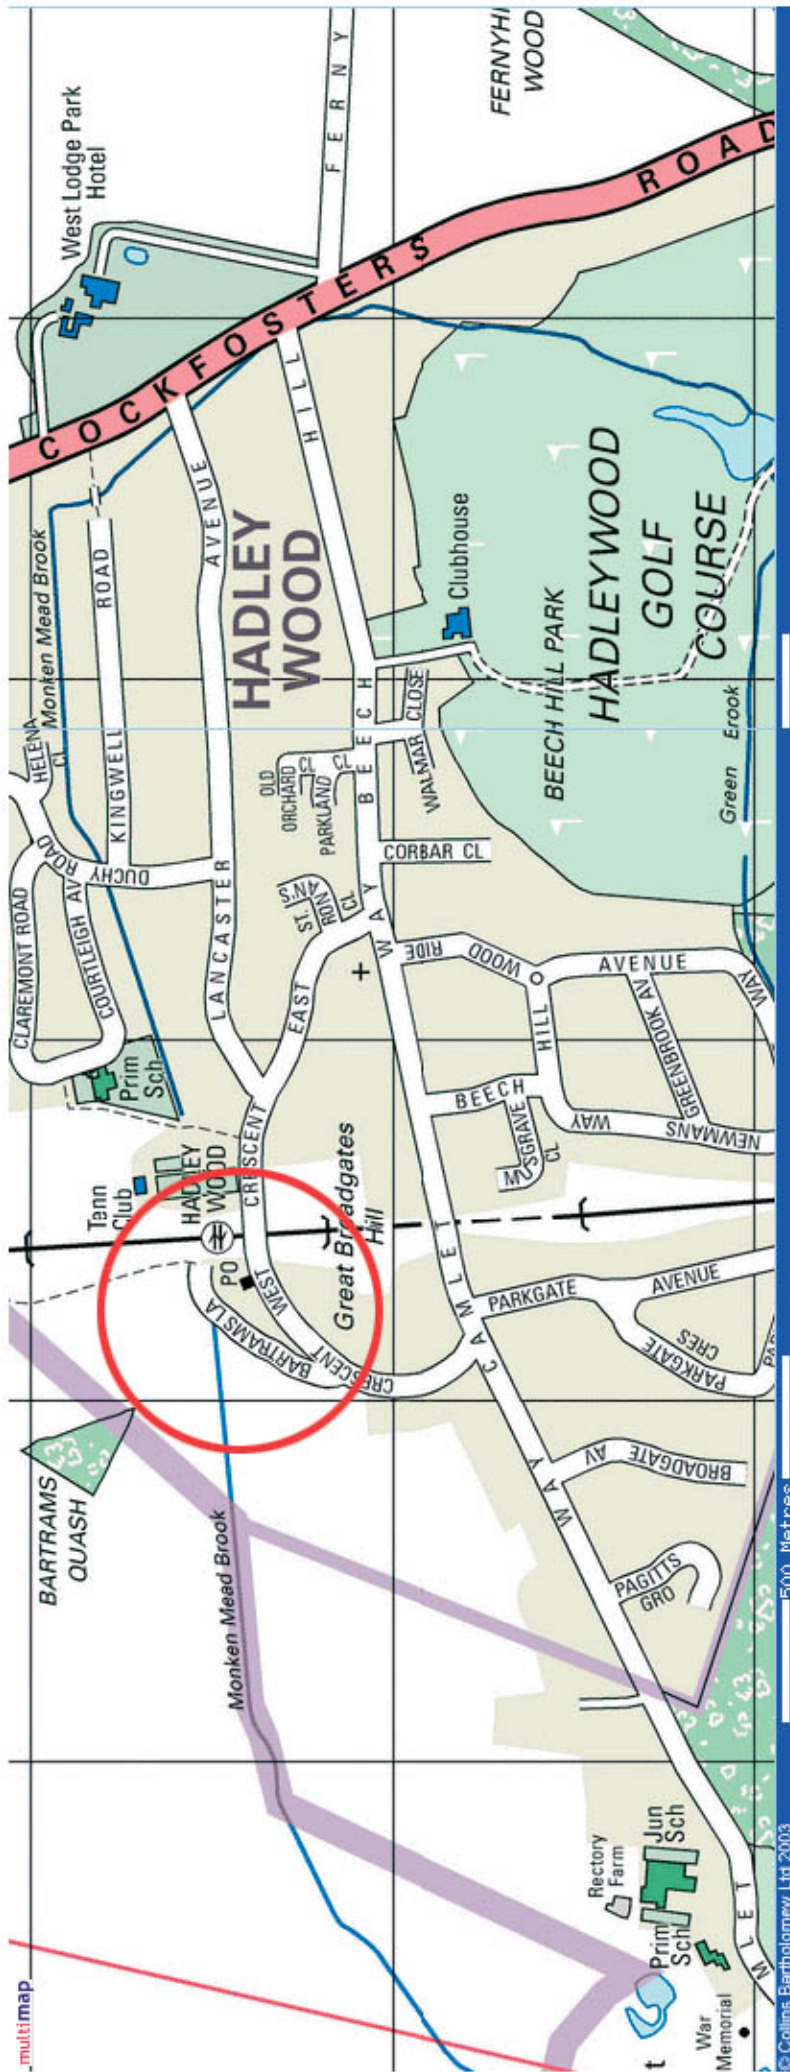 multimap
BARTRAMS
QUASH
Monken Mead Brook
Rectory
Farm
Jun
Sch
Prim
Sch
War
Memorial
MLET
WAY
CAMLET
WAY
PAGITTS
GRO
BROADGATE
AV
PARKGATE
AVENUE
PARKGATE
CRES
BARTRAMS LA
WEST
CRESCENT
CRESCENT
PO
Great Broadgates
Hill
Tenn
Club
HADLEY
WOOD
Prim
Sch
CLAREMONT ROAD
COURTLEIGH AV
DUCHY ROAD
HELENA
CL
Monken Mead Brook
KINGWELL
ROAD
LANCASTER
AVENUE
EAST
CRESCENT
ST.
RONAN'S
CL
OLD
ORCHARD
CL
PARKLAND
CL
HADLEY
WOOD
BEECH
HILL
CORBAR CL
WALMAR
CLOSE
Clubhouse
BEECH HILL PARK
HADLEYWOOD
GOLF
COURSE
Green Brook
WOOD
RIDE
AVENUE
WAY
GREENBROOK AV
BEECH
HILL
MUSGRAVE
CL
NEWMANS
WAY
West Lodge Park
Hotel
COCKFOSTERS
ROAD
FERNY
WOOD
500 Metres
© Collins Bartholomew Ltd 2003